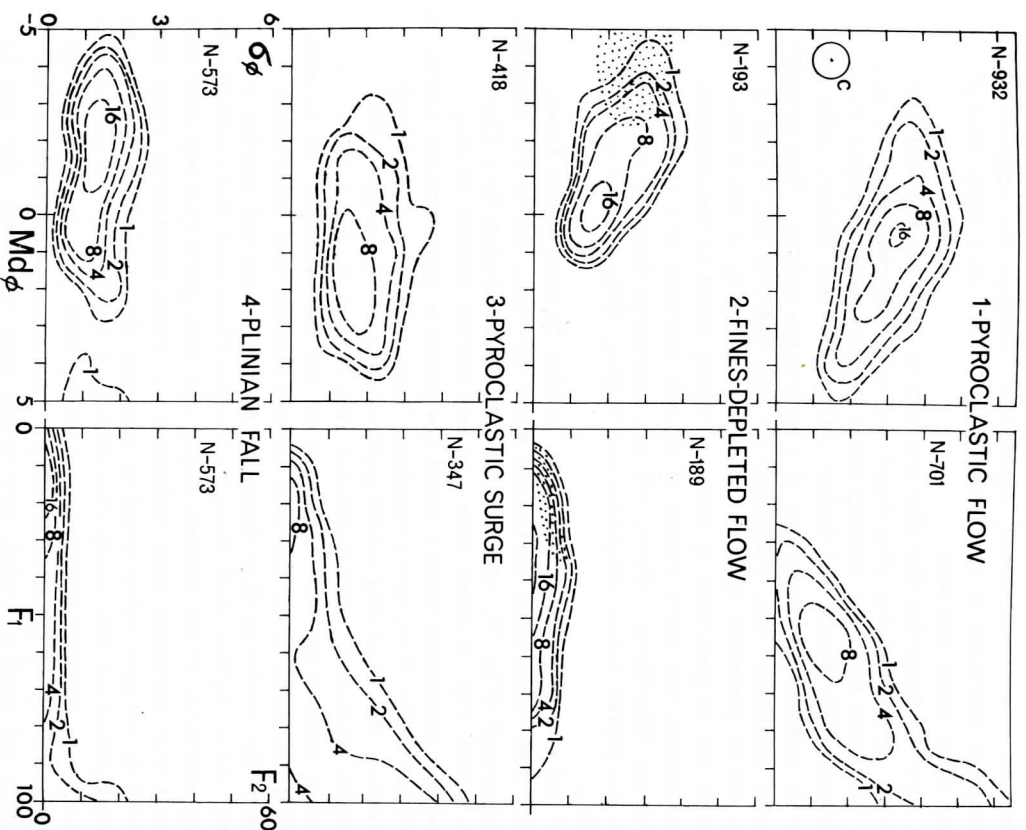 1-PYROCLASTIC FLOW
N-932
N-701
1
2
4
8
16
C
1
2
4
8
2
1
2-FINES-DEPLETED FLOW
N-193
N-189
1
2
4
8
16
16
8
4
2
1
3-PYROCLASTIC SURGE
N-418
N-347
1
2
4
8
8
1
2
4
4
4-PLINIAN FALL
6
σφ
F2
60
N-573
N-573
3
16
1
2
4
8
1
16
8
4
2
1
0
-5
0
Mdφ
5
0
F1
100